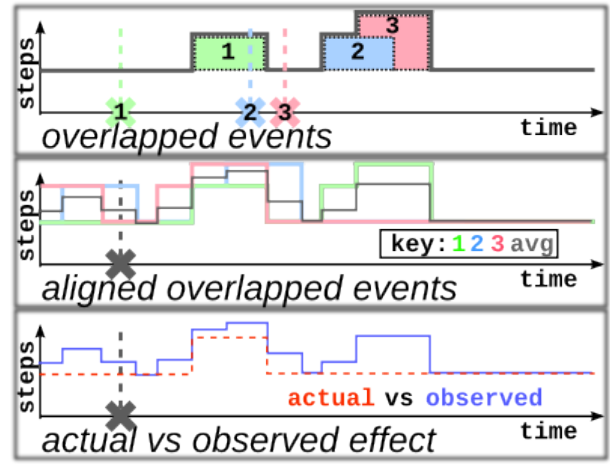 steps
1
2
3
1
2
3
time
overlapped events
steps
key: 1 2 3 avg
time
aligned overlapped events
steps
actual vs observed
time
actual vs observed effect